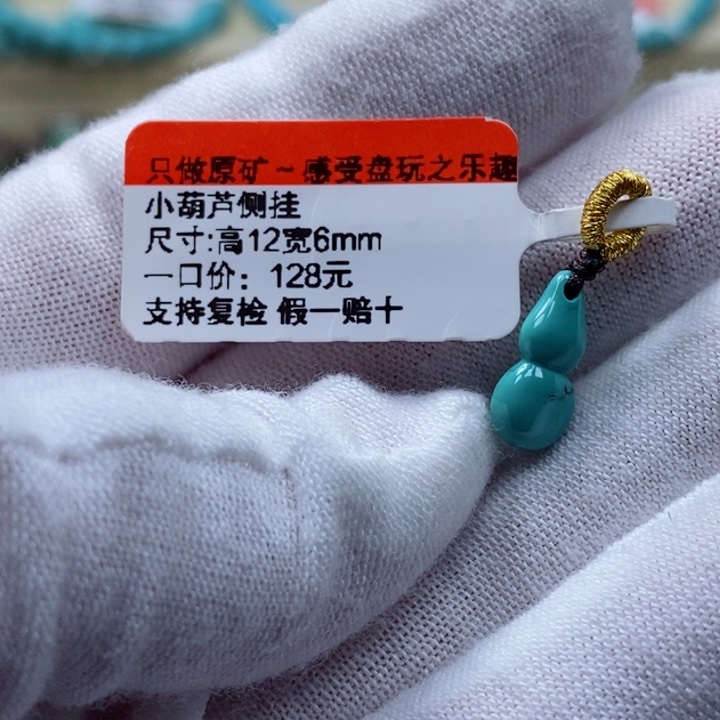 只做原矿~感受盘玩之乐趣
小葫芦侧挂
尺寸:高12宽6mm
一口价：128元
支持复检 假一赔十